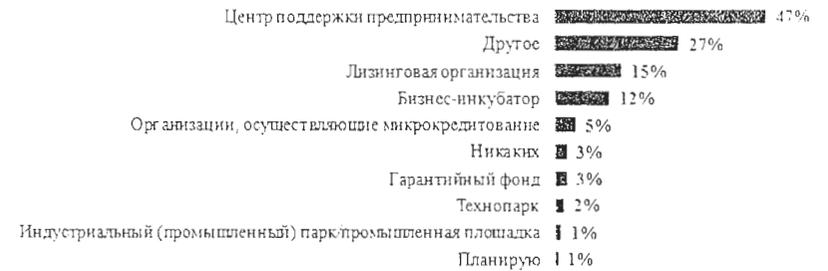 Центр поддержки предпринимательства 47%
Другое 27%
Лизинговая организация 15%
Бизнес-инкубатор 12%
Организации, осуществляющие микрокредитование 5%
Никаких 3%
Гарантийный фонд 3%
Технопарк 2%
Индустриальный (промышленный) парк/промышленная площадка 1%
Планирую 1%